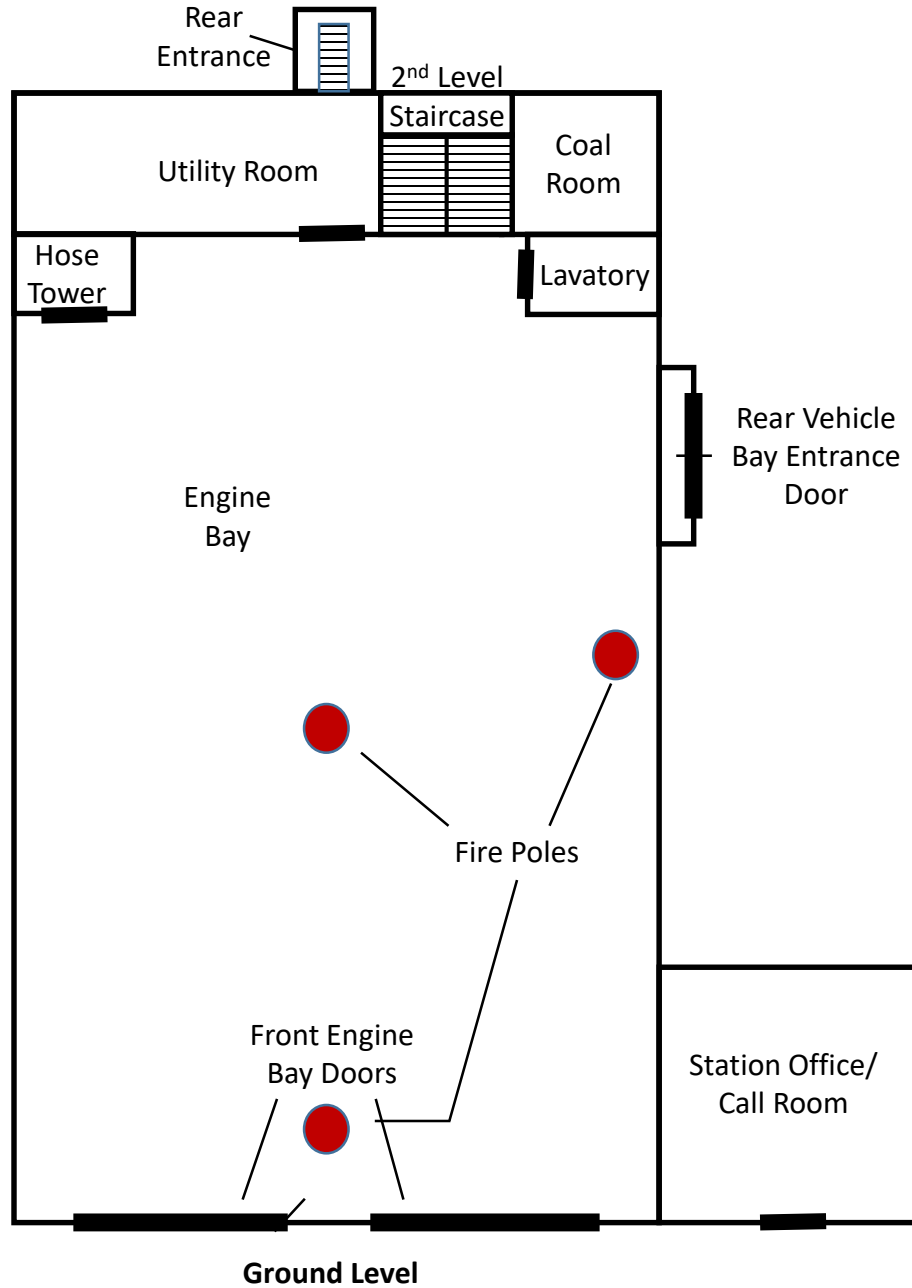 Rear
Entrance
2nd Level
Staircase
Utility Room
Coal
Room
Hose
Tower
Lavatory
Rear Vehicle
Bay Entrance
Door
Engine
Bay
Fire Poles
Front Engine
Bay Doors
Station Office/
Call Room
Ground Level